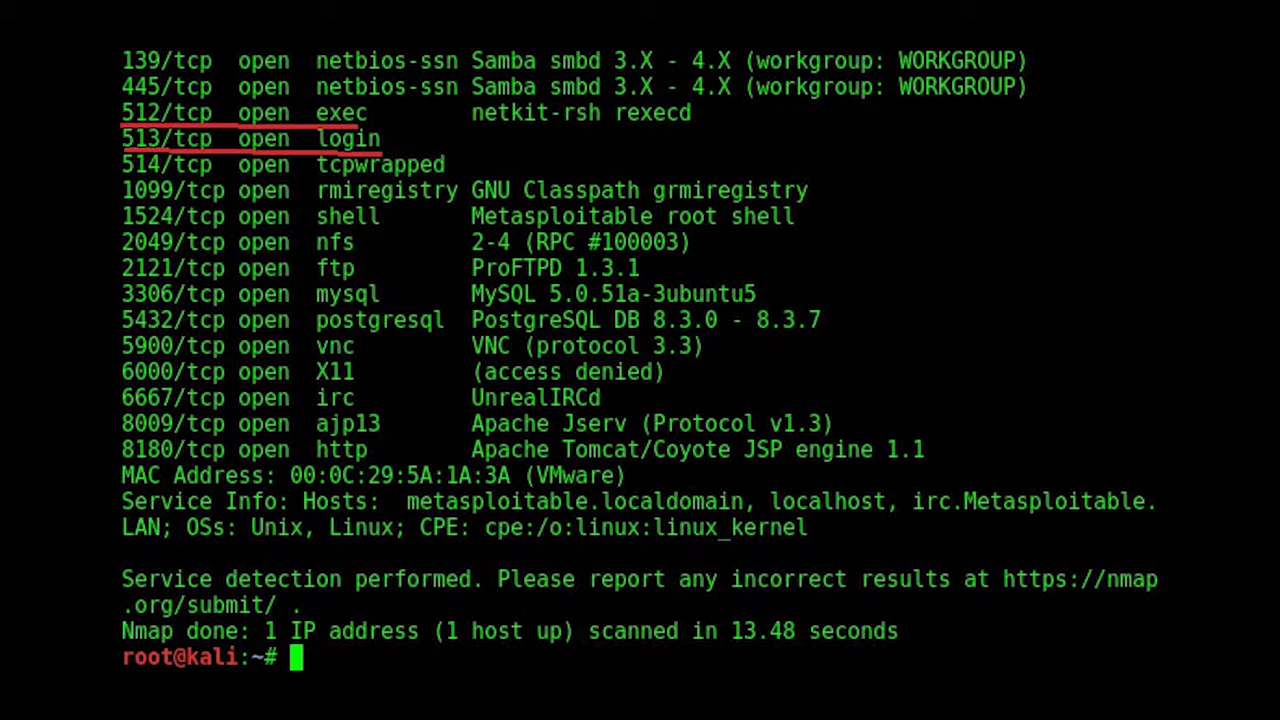 139/tcp  open  netbios-ssn Samba smbd 3.X - 4.X (workgroup: WORKGROUP)
445/tcp  open  netbios-ssn Samba smbd 3.X - 4.X (workgroup: WORKGROUP)
512/tcp  open  exec        netkit-rsh rexecd
513/tcp  open  login
514/tcp  open  tcpwrapped
1099/tcp open  rmiregistry GNU Classpath grmiregistry
1524/tcp open  shell       Metasploitable root shell
2049/tcp open  nfs         2-4 (RPC #100003)
2121/tcp open  ftp         ProFTPD 1.3.1
3306/tcp open  mysql       MySQL 5.0.51a-3ubuntu5
5432/tcp open  postgresql  PostgreSQL DB 8.3.0 - 8.3.7
5900/tcp open  vnc         VNC (protocol 3.3)
6000/tcp open  X11         (access denied)
6667/tcp open  irc         UnrealIRCd
8009/tcp open  ajp13       Apache Jserv (Protocol v1.3)
8180/tcp open  http        Apache Tomcat/Coyote JSP engine 1.1
MAC Address: 00:0C:29:5A:1A:3A (VMware)
Service Info: Hosts:  metasploitable.localdomain, localhost, irc.Metasploitable.
LAN; OSs: Unix, Linux; CPE: cpe:/o:linux:linux_kernel
Service detection performed. Please report any incorrect results at https://nmap
.org/submit/ .
Nmap done: 1 IP address (1 host up) scanned in 13.48 seconds
root@kali:~#